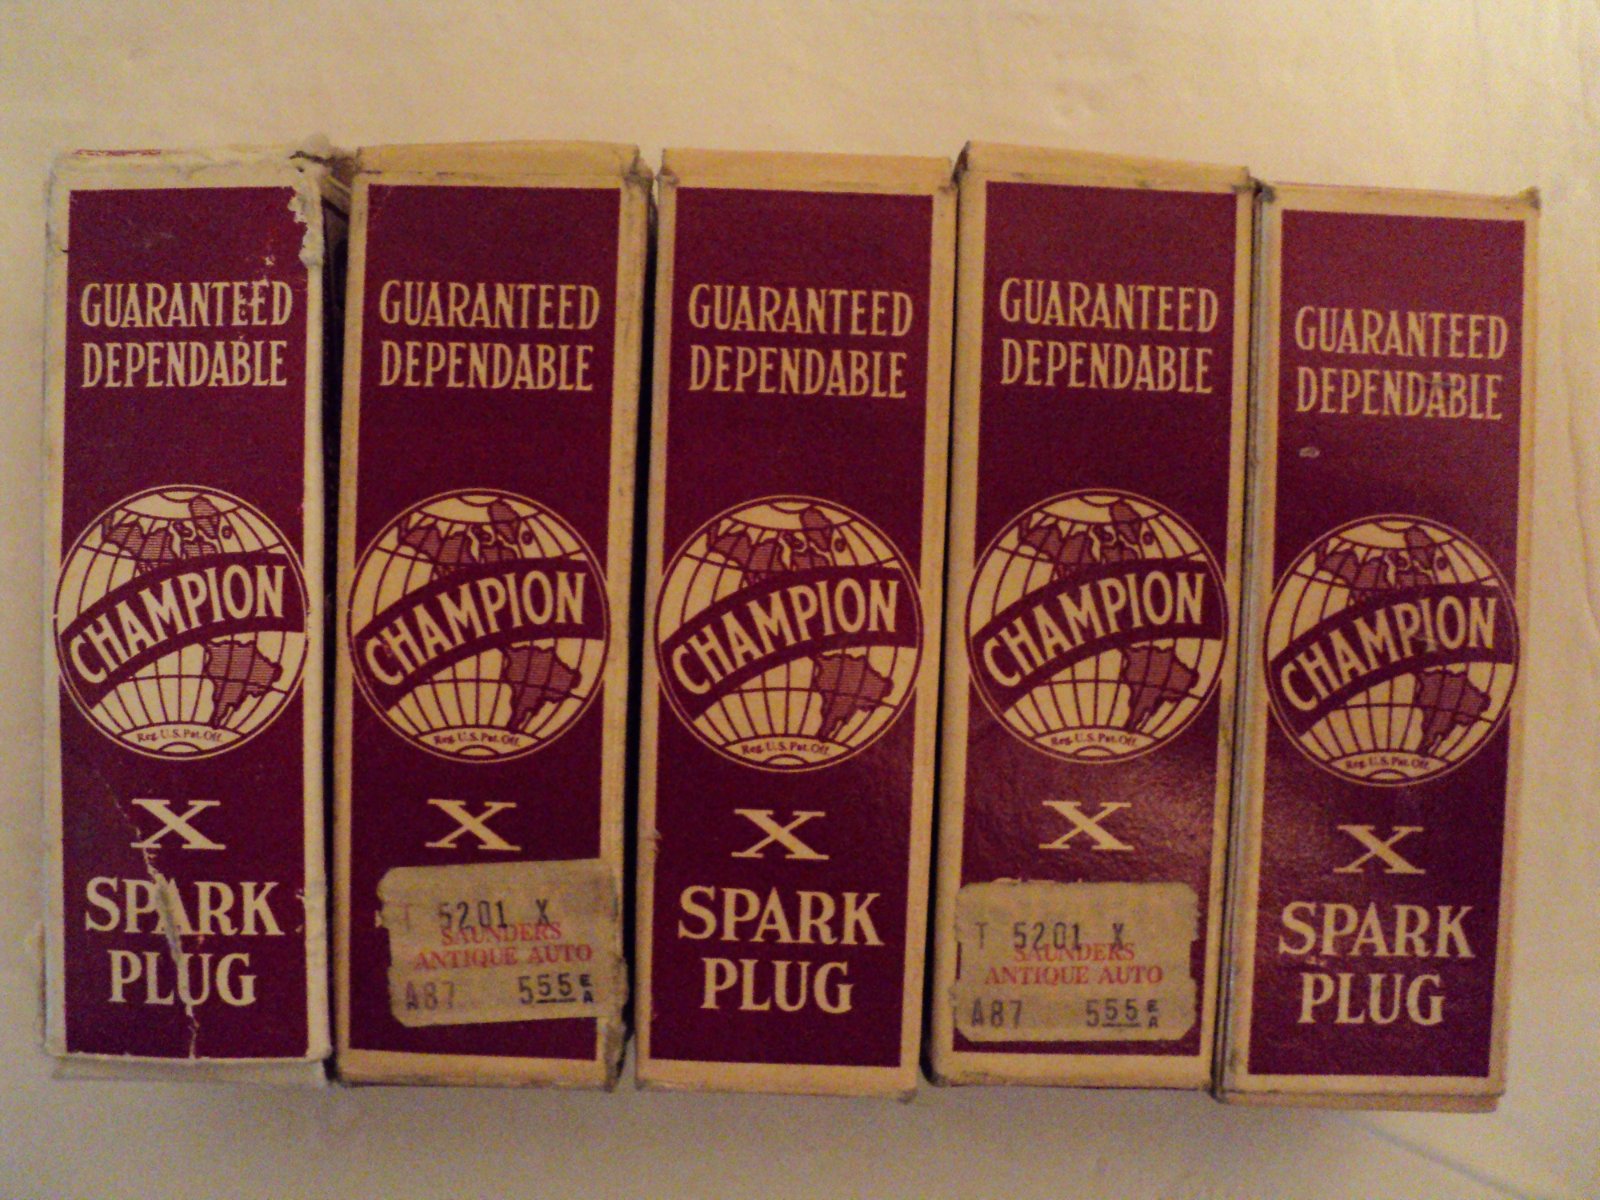 GUARANTEED
DEPENDABLE
CHAMPION
Reg. U.S. Pat. Off.
X
SPARK
PLUG
GUARANTEED
DEPENDABLE
CHAMPION
Reg. U.S. Pat. Off.
X
T 5201 X
SAUNDERS
ANTIQUE AUTO
A87 555 EA
GUARANTEED
DEPENDABLE
CHAMPION
Reg. U.S. Pat. Off.
X
SPARK
PLUG
GUARANTEED
DEPENDABLE
CHAMPION
Reg. U.S. Pat. Off.
X
T 5201 X
SAUNDERS
ANTIQUE AUTO
A87 555 EA
GUARANTEED
DEPENDABLE
CHAMPION
Reg. U.S. Pat. Off.
X
SPARK
PLUG